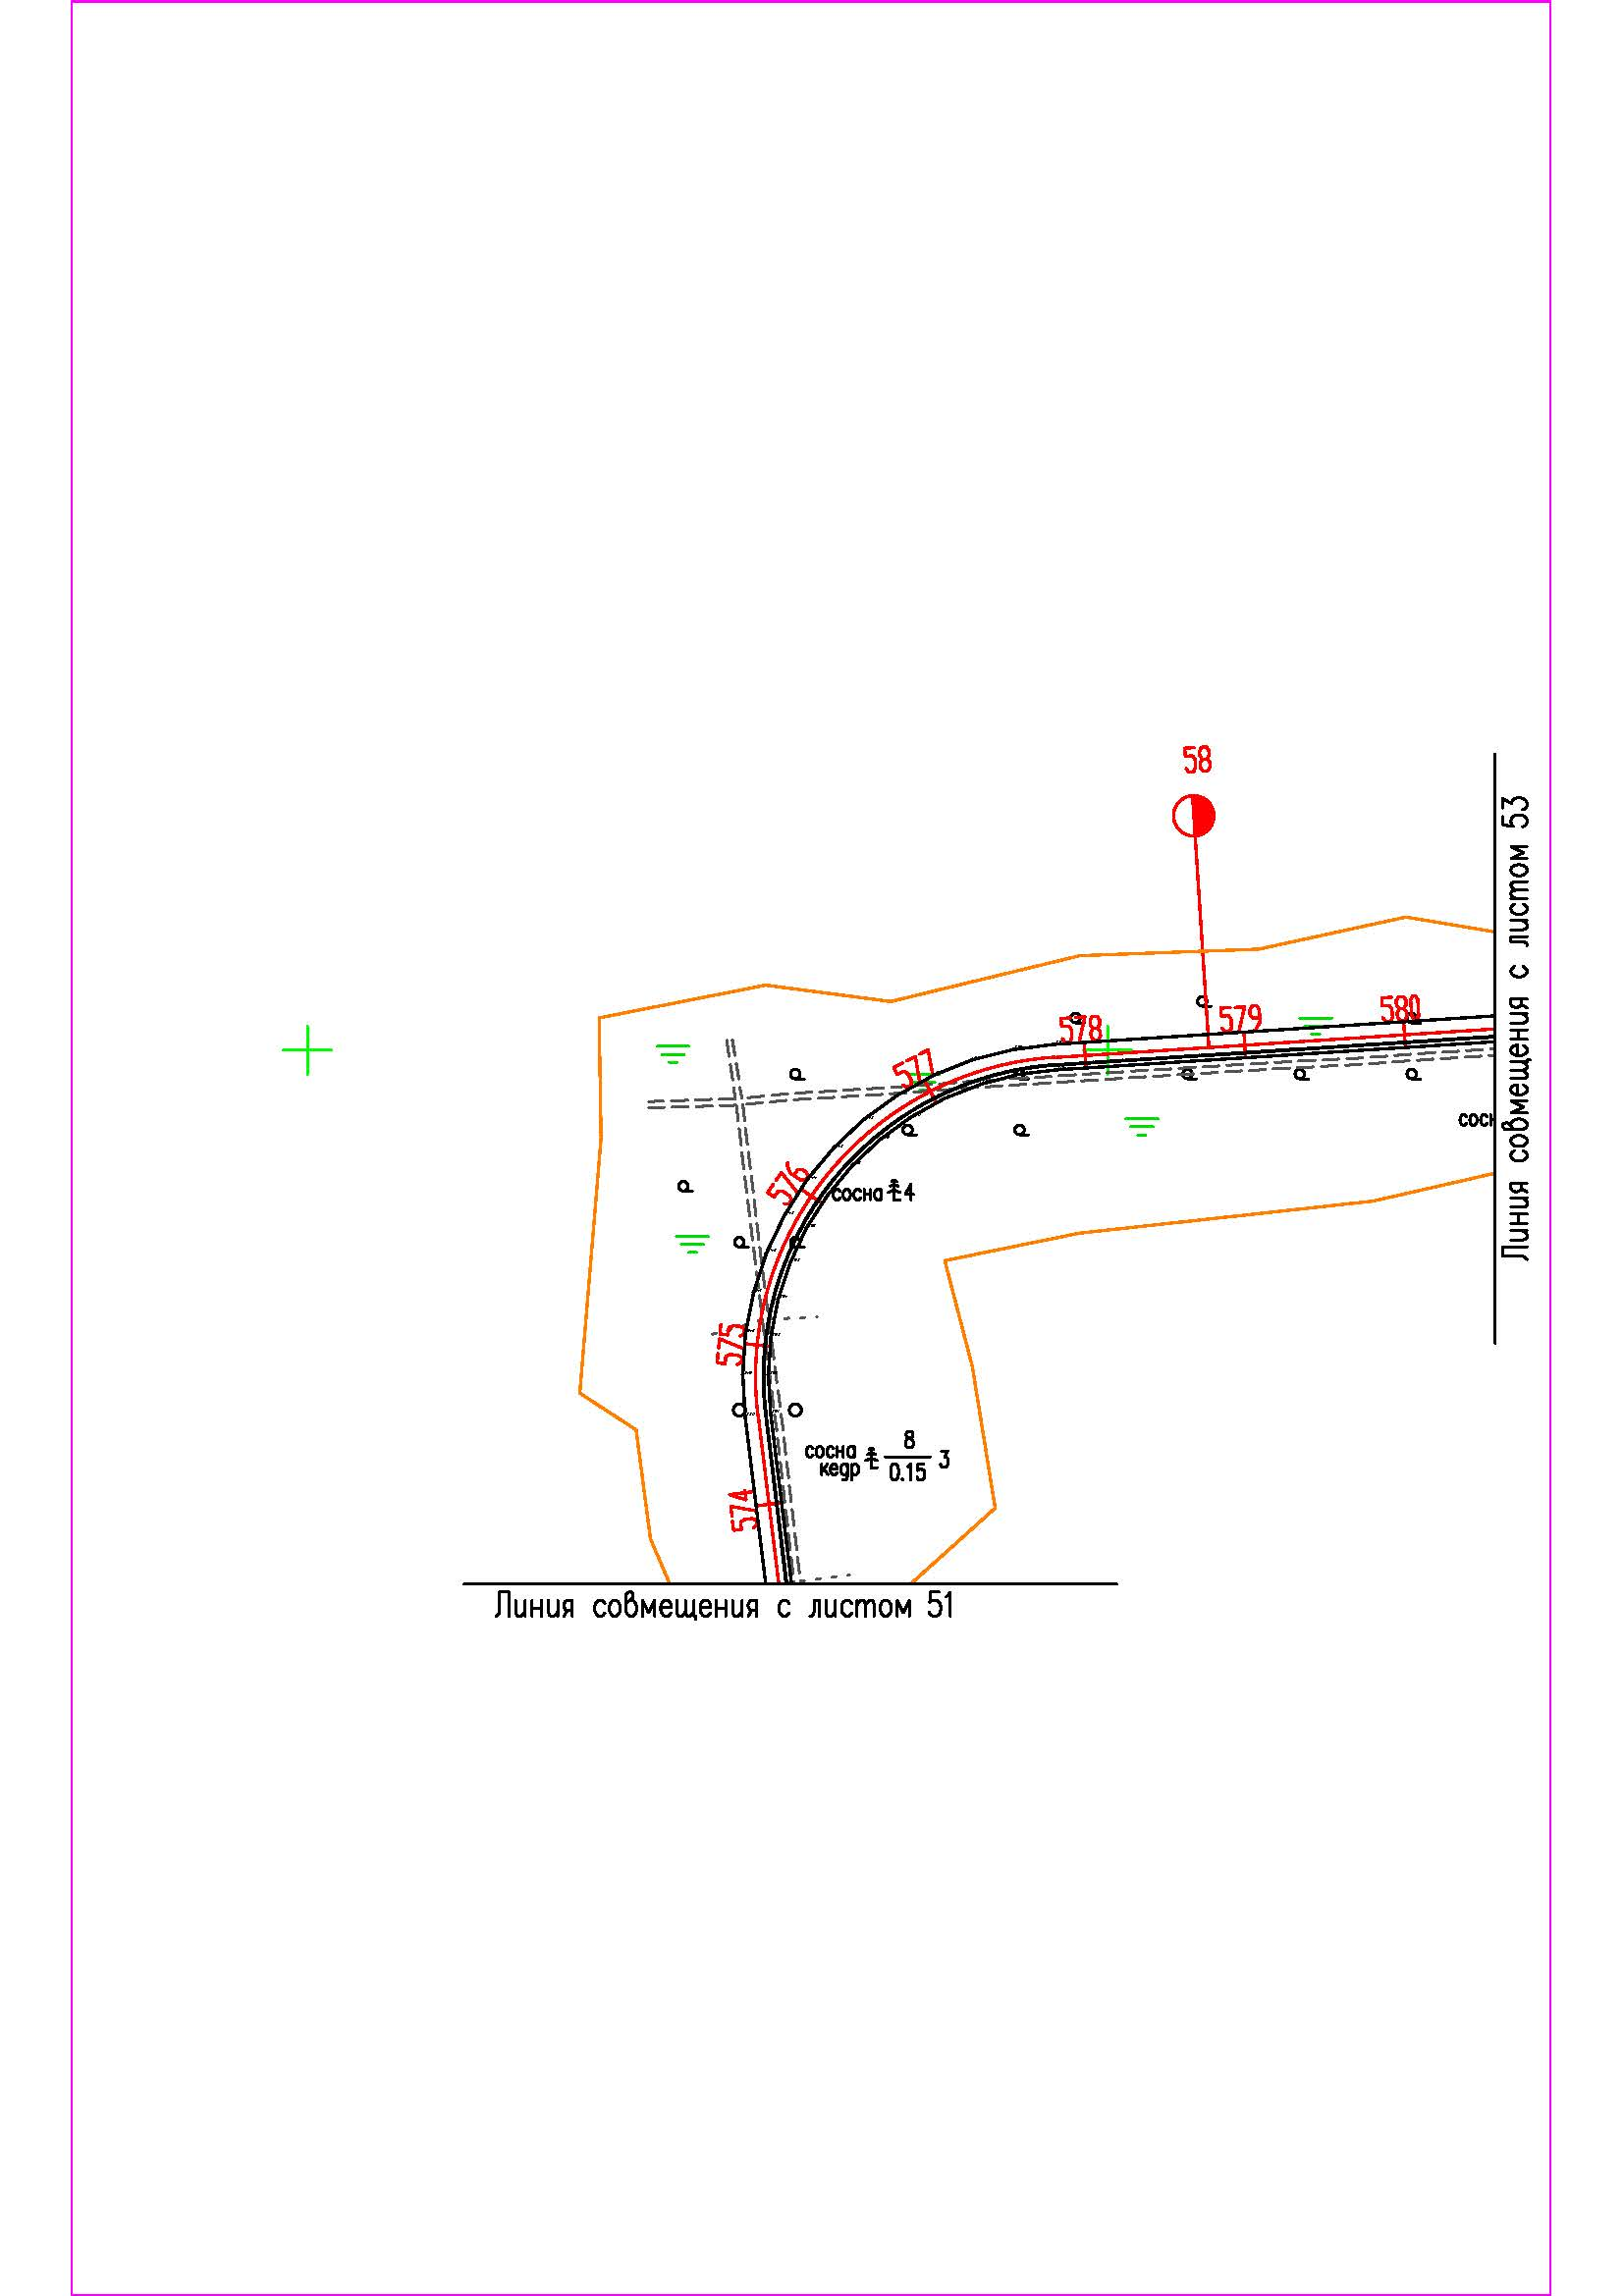 58
Линия совмещения с листом 53
580
579
578
577
576
сосна 4
сосн
575
574
сосна 8
кедр 0.15 3
Линия совмещения с листом 51